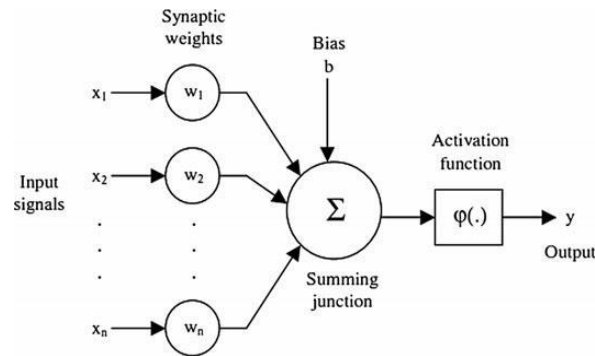 Synaptic
weights
Bias
b
x₁
w₁
Activation
function
Input
signals
x₂
w₂
Σ
φ(.)
y
Output
. .
. .
. .
Summing
junction
xₙ
wₙ